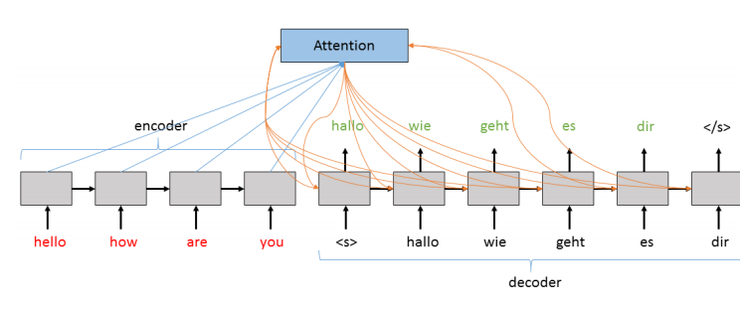 Attention
encoder
hallo wie geht es dir </s>
hello how are you <s> hallo wie geht es dir
decoder